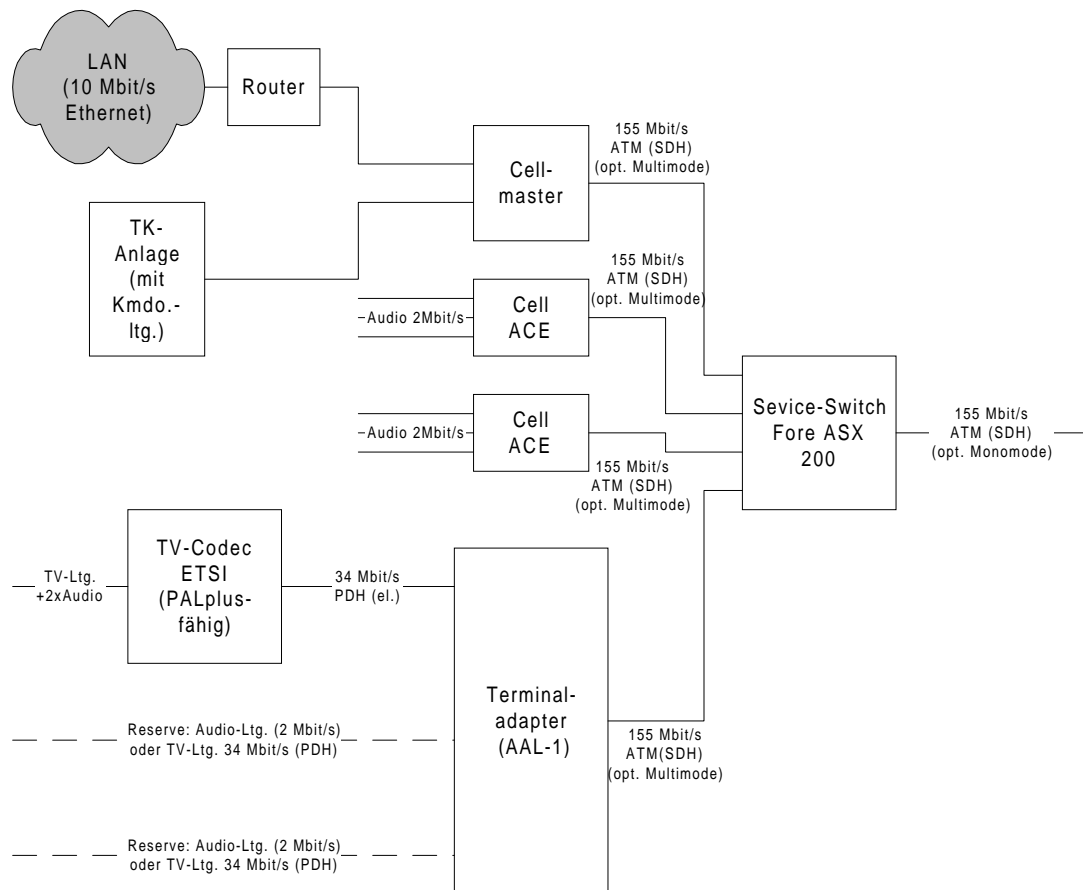 LAN
(10 Mbit/s
Ethernet)
Router
155 Mbit/s
ATM (SDH)
(opt. Multimode)
Cell-
master
TK-
Anlage
(mit
Kmdo.-
ltg.)
155 Mbit/s
ATM (SDH)
(opt. Multimode)
Audio 2Mbit/s
Cell
ACE
Audio 2Mbit/s
Cell
ACE
155 Mbit/s
ATM (SDH)
(opt. Multimode)
Sevice-Switch
Fore ASX
200
155 Mbit/s
ATM (SDH)
(opt. Monomode)
TV-Ltg.
+2xAudio
TV-Codec
ETSI
(PALplus-
fähig)
34 Mbit/s
PDH (el.)
Terminal-
adapter
(AAL-1)
155 Mbit/s
ATM(SDH)
(opt. Multimode)
Reserve: Audio-Ltg. (2 Mbit/s)
oder TV-Ltg. 34 Mbit/s (PDH)
Reserve: Audio-Ltg. (2 Mbit/s)
oder TV-Ltg. 34 Mbit/s (PDH)